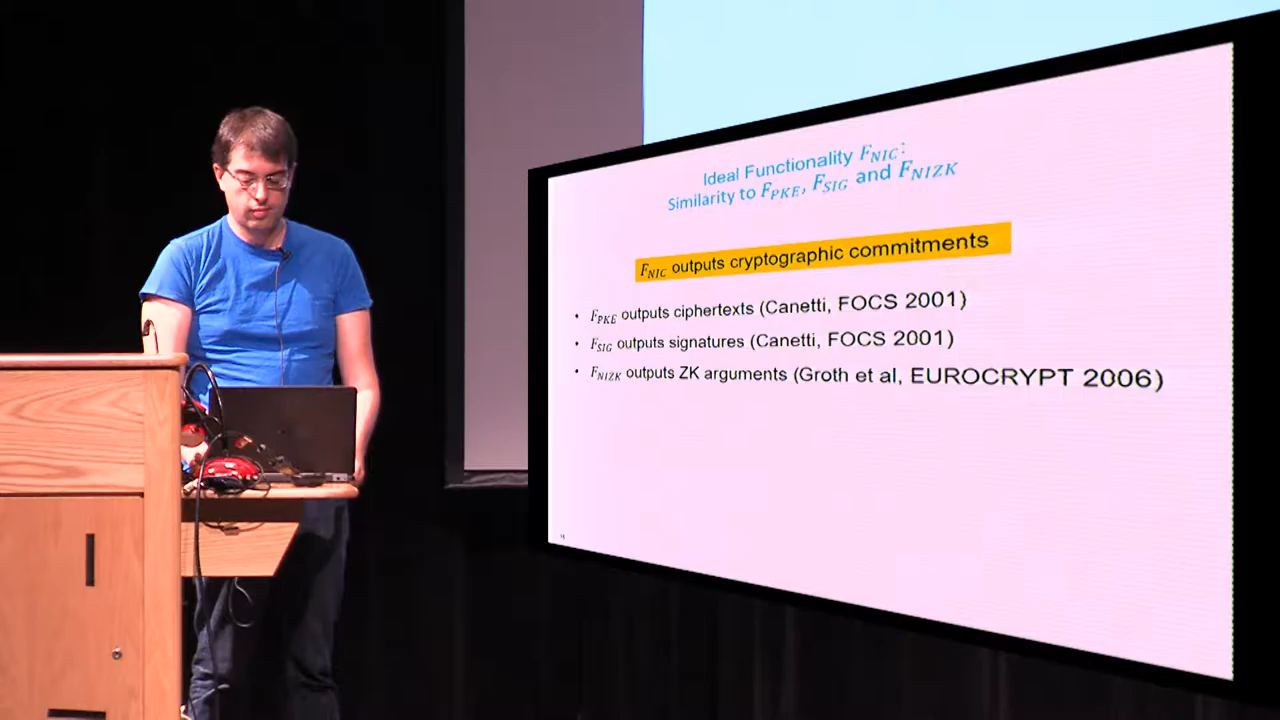 Ideal Functionality F_NIC:
Similarity to F_PKE, F_SIG and F_NIZK
F_NIC outputs cryptographic commitments
• F_PKE outputs ciphertexts (Canetti, FOCS 2001)
• F_SIG outputs signatures (Canetti, FOCS 2001)
• F_NIZK outputs ZK arguments (Groth et al, EUROCRYPT 2006)